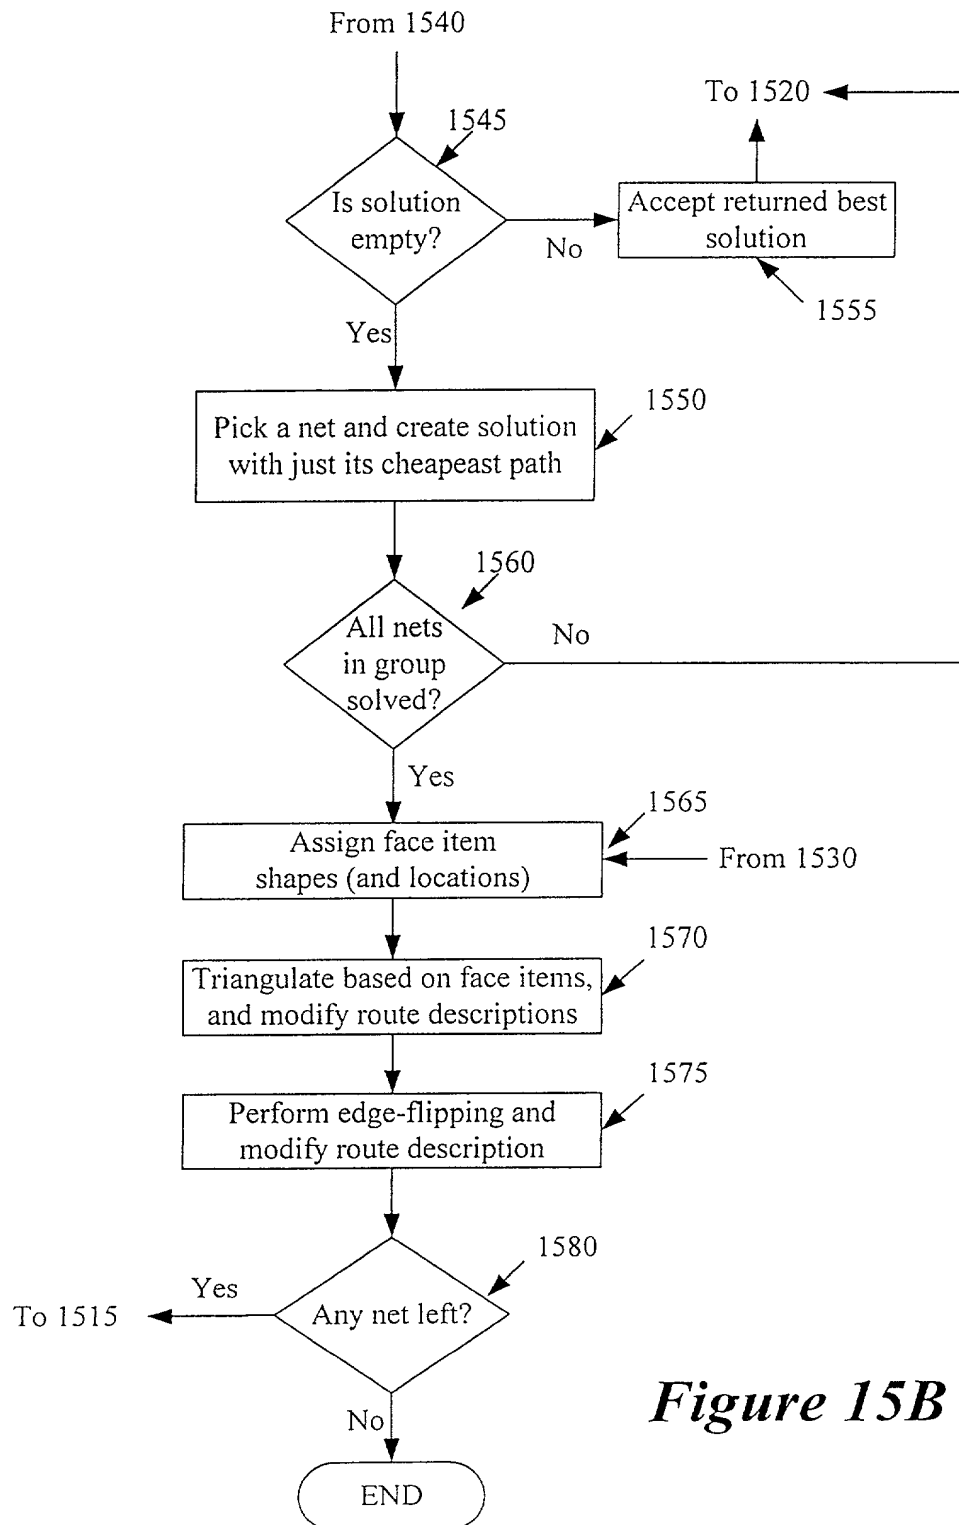 From 1540
To 1520
1545
Is solution
empty?
No
Accept returned best
solution
1555
Yes
1550
Pick a net and create solution
with just its cheapeast path
1560
All nets
in group
solved?
No
Yes
1565
Assign face item
shapes (and locations)
From 1530
1570
Triangulate based on face items,
and modify route descriptions
1575
Perform edge-flipping and
modify route description
1580
Yes
To 1515
Any net left?
No
END
Figure 15B